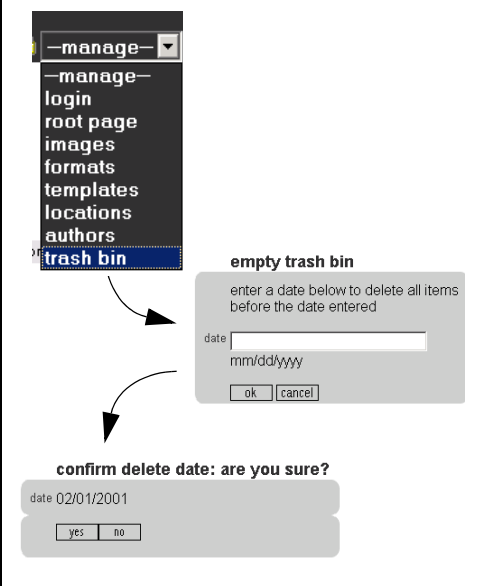 —manage—
—manage—
login
root page
images
formats
templates
locations
authors
trash bin
empty trash bin
enter a date below to delete all items
before the date entered
date
mm/dd/yyyy
ok cancel
confirm delete date: are you sure?
date 02/01/2001
yes no